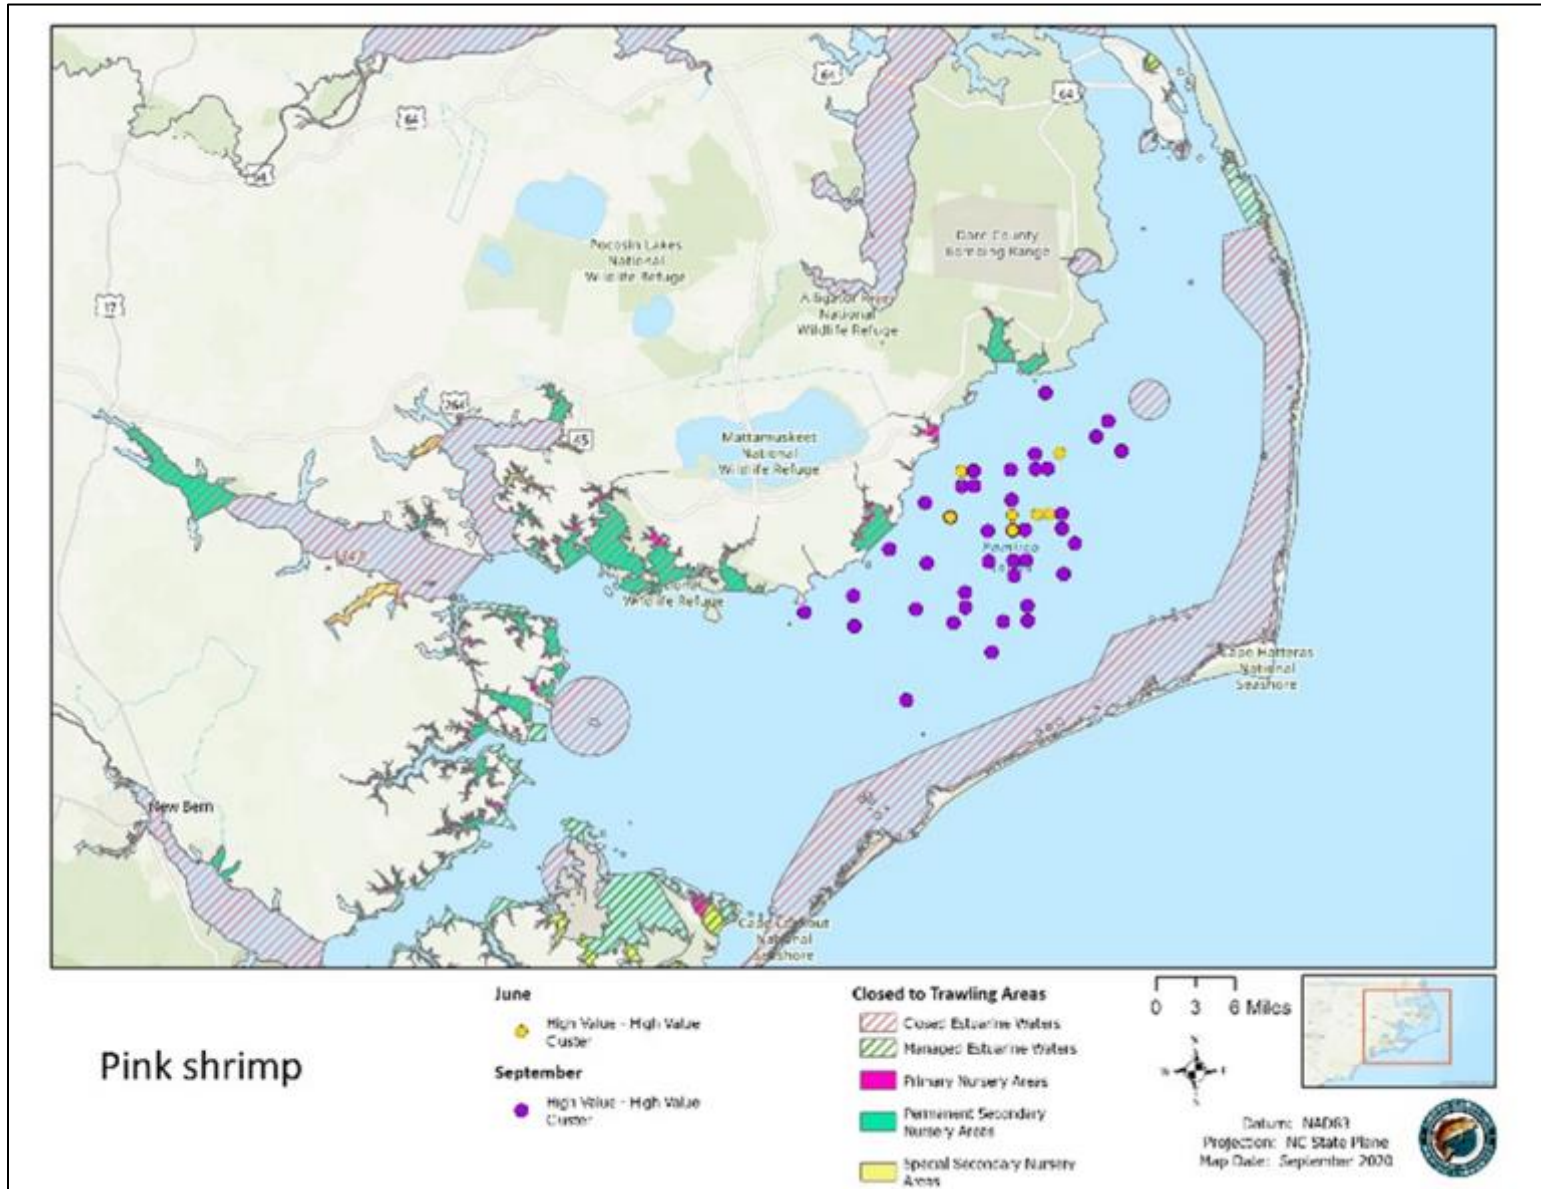 64
64
64
Pocosin Lakes
National
Wildlife Refuge
Dare County
Bombing Range
17
Alligator River
National
Wildlife Refuge
264
45
Mattamuskeet
National
Wildlife Refuge
Wildlife Refuge
Pamlico
Cape Hatteras
National
Seashore
New Bern
Cape Lookout
National
Seashore
Pink shrimp
June
High Value - High Value
Cluster
September
High Value - High Value
Cluster
Closed to Trawling Areas
Closed Estuarine Waters
Managed Estuarine Waters
Primary Nursery Areas
Permanent Secondary
Nursery Areas
Special Secondary Nursery
Areas
0 3 6 Miles
Datum: NAD83
Projection: NC State Plane
Map Date: September 2020